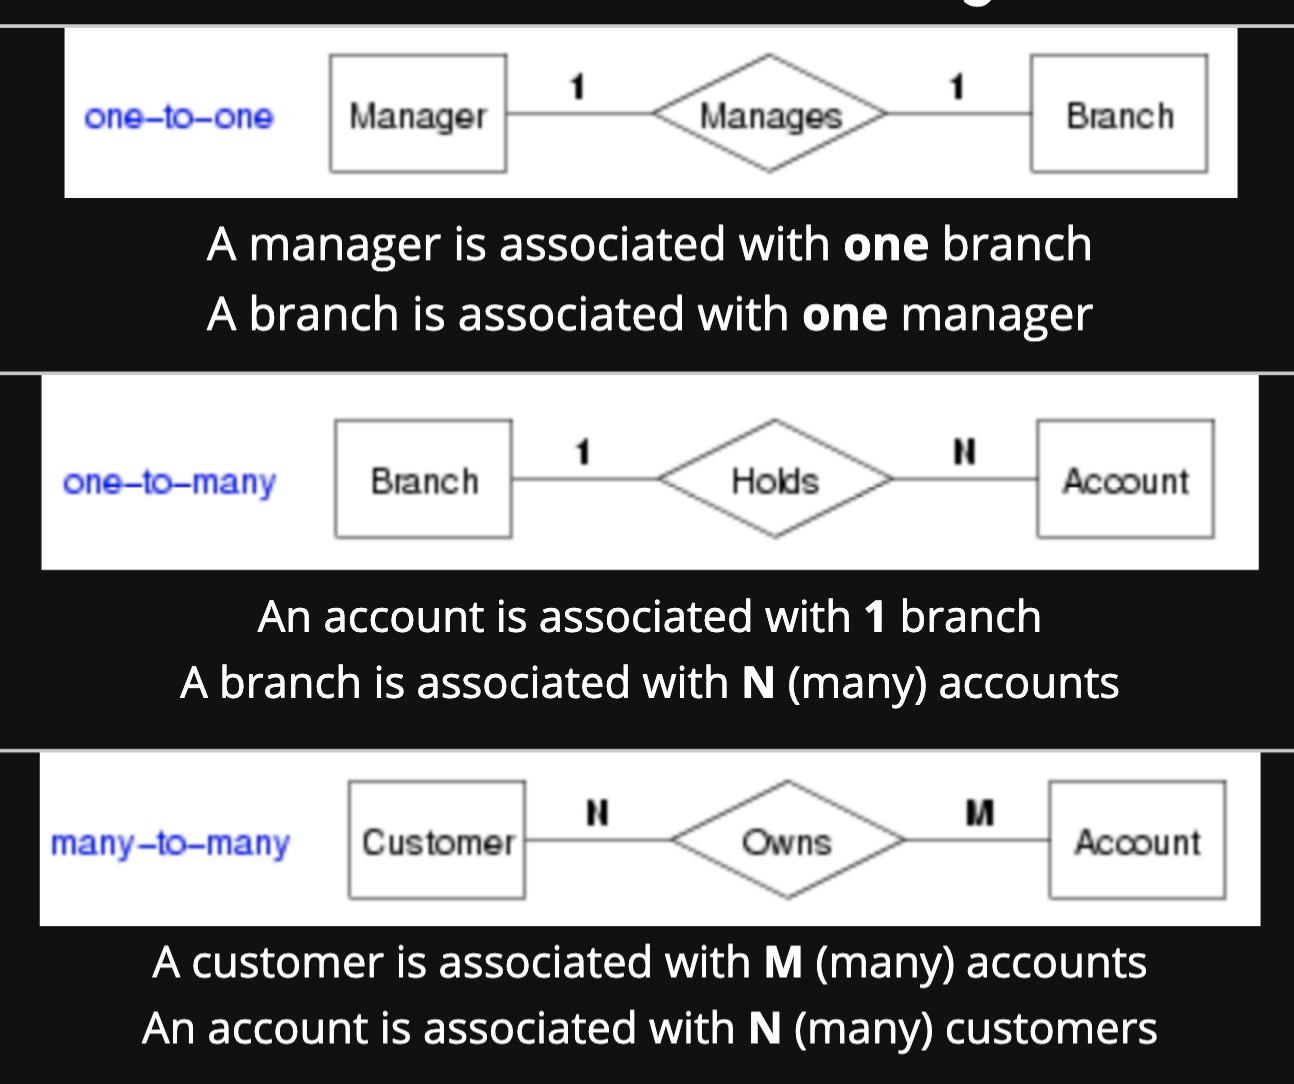 1 1
one-to-one Manager Manages Branch
A manager is associated with one branch
A branch is associated with one manager
1 N
one-to-many Branch Holds Account
An account is associated with 1 branch
A branch is associated with N (many) accounts
N M
many-to-many Customer Owns Account
A customer is associated with M (many) accounts
An account is associated with N (many) customers